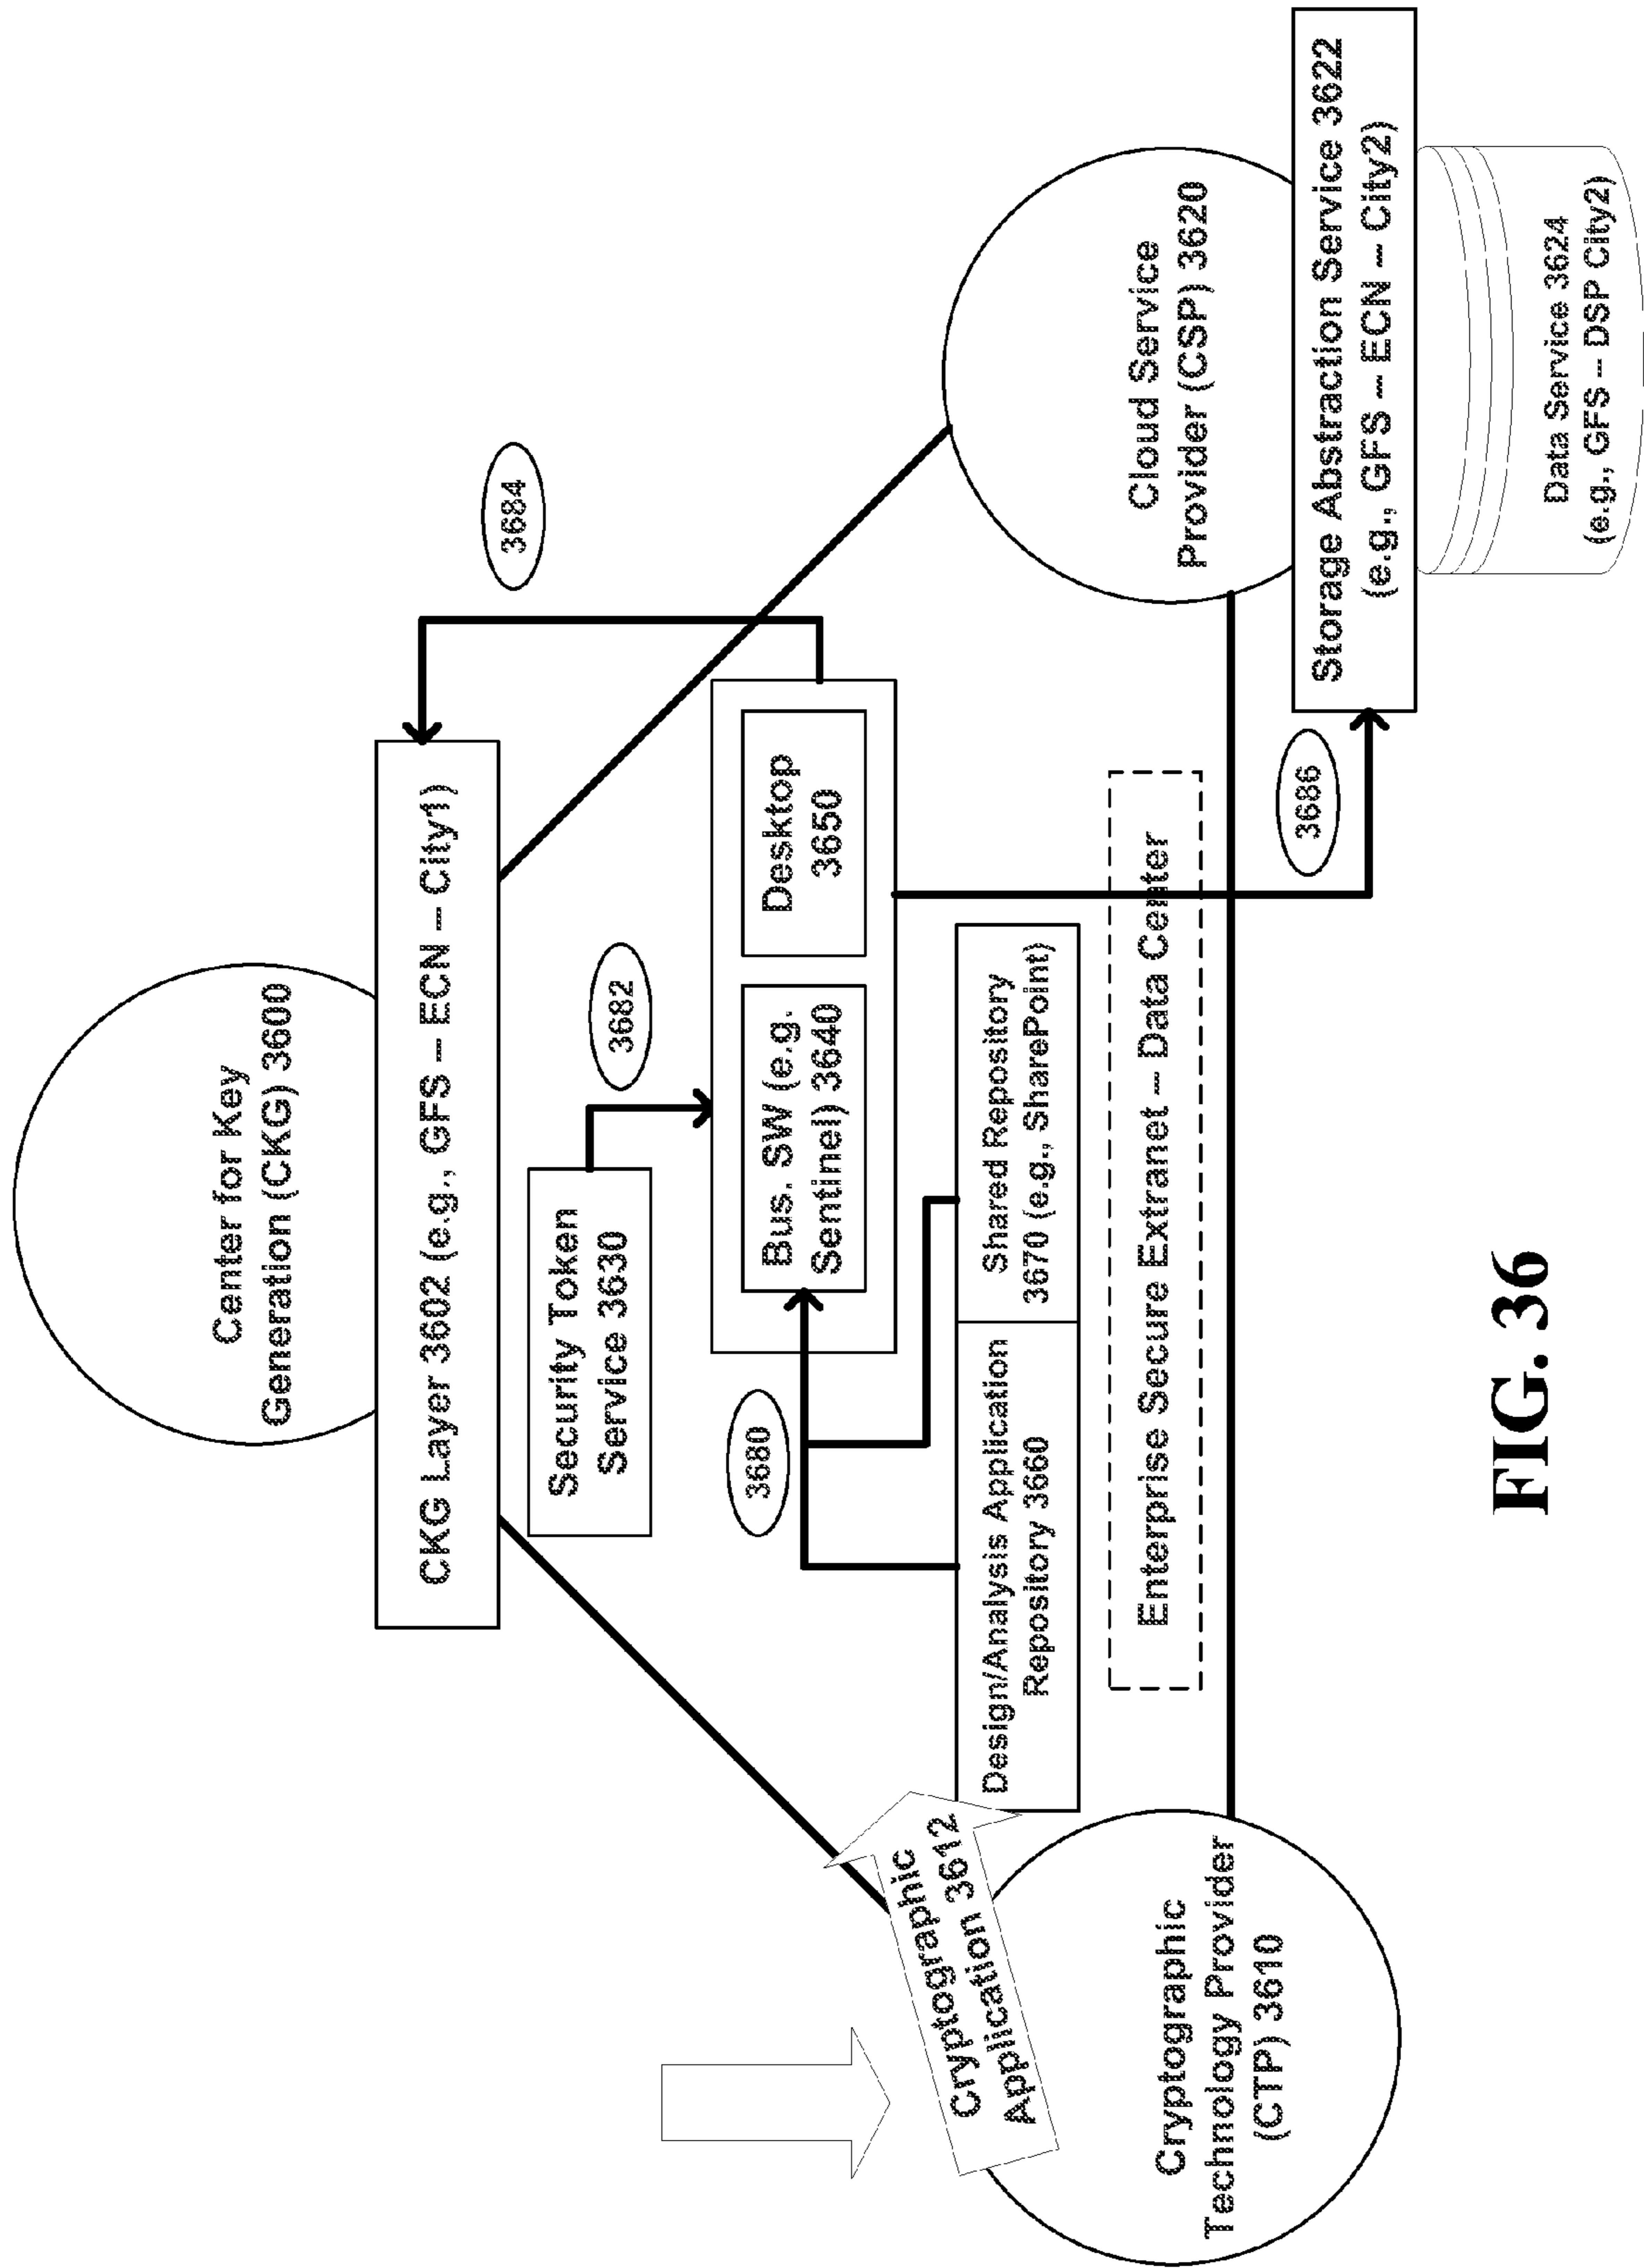 Center for Key
Generation (CKG) 3600
CKG Layer 3602 (e.g., GFS – ECN – City1)
3684
Security Token
Service 3630
3682
3680
Bus. SW (e.g.
Sentinel) 3640
Desktop
3650
Cloud Service
Provider (CSP) 3620
Cryptographic
Application 3612
Design/Analysis Application
Repository 3660
Shared Repository
3670 (e.g., SharePoint)
Enterprise Secure Extranet – Data Center
Cryptographic
Technology Provider
(CTP) 3610
3686
Storage Abstraction Service 3622
(e.g., GFS – ECN – City2)
Data Service 3624
(e.g., GFS – DSP City2)
FIG. 36